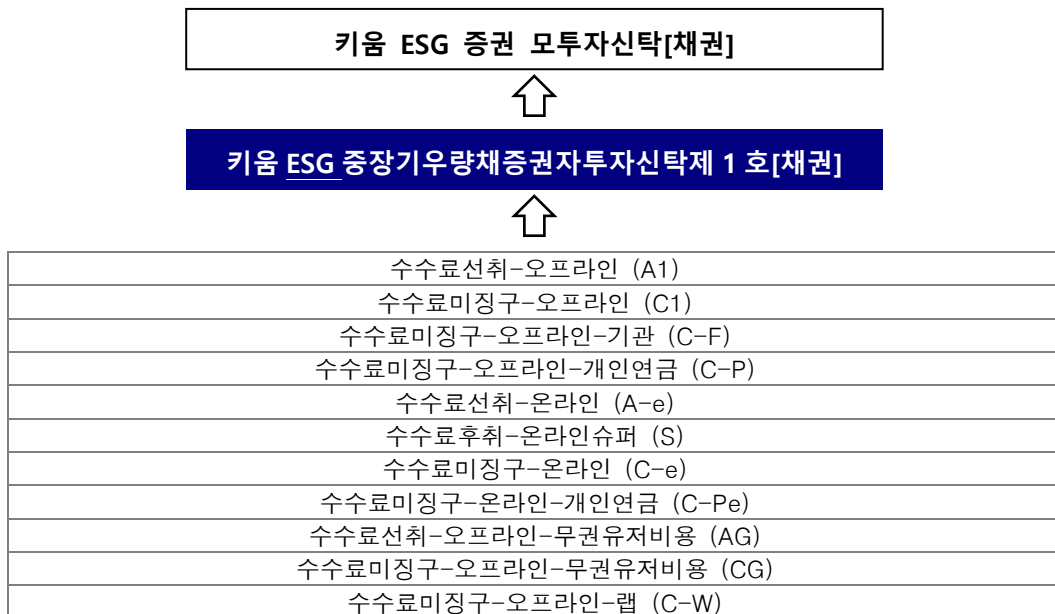 키움 ESG 증권 모투자신탁[채권]
키움 ESG 중장기우량채증권자투자신탁제 1 호[채권]
수수료선취-오프라인 (A1)
수수료미징구-오프라인 (C1)
수수료미징구-오프라인-기관 (C-F)
수수료미징구-오프라인-개인연금 (C-P)
수수료선취-온라인 (A-e)
수수료후취-온라인슈퍼 (S)
수수료미징구-온라인 (C-e)
수수료미징구-온라인-개인연금 (C-Pe)
수수료선취-오프라인-무권유저비용 (AG)
수수료미징구-오프라인-무권유저비용 (CG)
수수료미징구-오프라인-랩 (C-W)